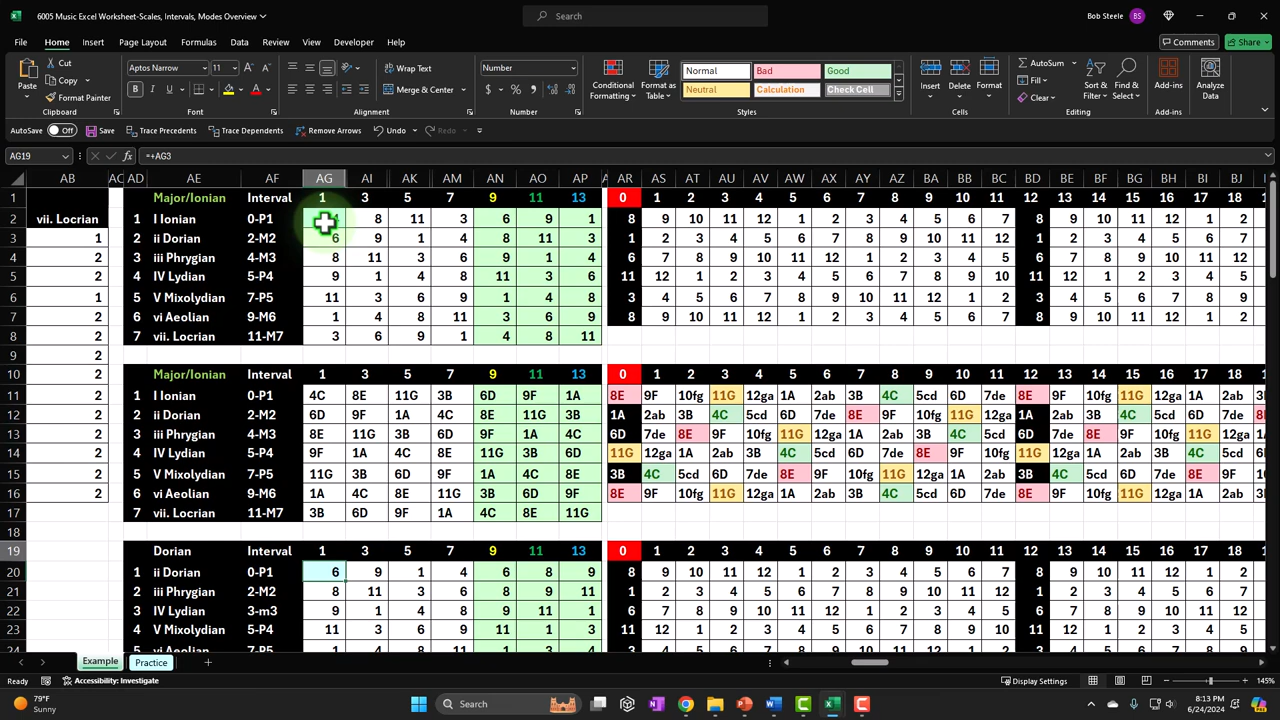 6005 Music Excel Worksheet-Scales, Intervals, Modes Overview
Search
Bob Steele BS
File Home Insert Page Layout Formulas Data Review View Developer Help Comments Share
Cut Copy Format Painter Paste
Aptos Narrow 11
Wrap Text
Merge & Center
Number
Conditional Formatting Format as Table
Normal Bad Good
Neutral Calculation Check Cell
Insert Delete Format
AutoSum Fill Clear
Sort & Filter Find & Select Add-ins Analyze Data
Clipboard Font Alignment Number Styles Cells Editing Add-ins
AutoSave Off Save Trace Precedents Trace Dependents Remove Arrows Undo Redo
AG19 fx =+AG3
AB AC AD AE AF AG AI AK AM AN AO AP AR AS AT AU AV AW AX AY AZ BA BB BC BD BE BF BG BH BI BJ
1 Major/Ionian Interval 1 3 5 7 9 11 13 0 1 2 3 4 5 6 7 8 9 10 11 12 13 14 15 16 17 18
2 vii. Locrian 1 I Ionian 0-P1 4 8 11 3 6 9 1 8 9 10 11 12 1 2 3 4 5 6 7 8 9 10 11 12 1 2
3 1 2 ii Dorian 2-M2 6 9 1 4 8 11 3 1 2 3 4 5 6 7 8 9 10 11 12 1 2 3 4 5 6 7
4 2 3 iii Phrygian 4-M3 8 11 3 6 9 1 4 6 7 8 9 10 11 12 1 2 3 4 5 6 7 8 9 10 11 12
5 2 4 IV Lydian 5-P4 9 1 4 8 11 3 6 11 12 1 2 3 4 5 6 7 8 9 10 11 12 1 2 3 4 5
6 1 5 V Mixolydian 7-P5 11 3 6 9 1 4 8 3 4 5 6 7 8 9 10 11 12 1 2 3 4 5 6 7 8 9
7 2 6 vi Aeolian 9-M6 1 4 8 11 3 6 9 8 9 10 11 12 1 2 3 4 5 6 7 8 9 10 11 12 1 2
8 2 7 vii. Locrian 11-M7 3 6 9 1 4 8 11
9 2
10 2 Major/Ionian Interval 1 3 5 7 9 11 13 0 1 2 3 4 5 6 7 8 9 10 11 12 13 14 15 16 17 18
11 2 1 I Ionian 0-P1 4C 8E 11G 3B 6D 9F 1A 8E 9F 10fg 11G 12ga 1A 2ab 3B 4C 5cd 6D 7de 8E 9F 10fg 11G 12ga 1A 2ab
12 2 2 ii Dorian 2-M2 6D 9F 1A 4C 8E 11G 3B 1A 2ab 3B 4C 5cd 6D 7de 8E 9F 10fg 11G 12ga 1A 2ab 3B 4C 5cd 6D 7de
13 2 3 iii Phrygian 4-M3 8E 11G 3B 6D 9F 1A 4C 6D 7de 8E 9F 10fg 11G 12ga 1A 2ab 3B 4C 5cd 6D 7de 8E 9F 10fg 11G 12ga
14 2 4 IV Lydian 5-P4 9F 1A 4C 8E 11G 3B 6D 11G 12ga 1A 2ab 3B 4C 5cd 6D 7de 8E 9F 10fg 11G 12ga 1A 2ab 3B 4C 5cd
15 2 5 V Mixolydian 7-P5 11G 3B 6D 9F 1A 4C 8E 3B 4C 5cd 6D 7de 8E 9F 10fg 11G 12ga 1A 2ab 3B 4C 5cd 6D 7de 8E 9F
16 2 6 vi Aeolian 9-M6 1A 4C 8E 11G 3B 6D 9F 8E 9F 10fg 11G 12ga 1A 2ab 3B 4C 5cd 6D 7de 8E 9F 10fg 11G 12ga 1A 2ab
17 7 vii. Locrian 11-M7 3B 6D 9F 1A 4C 8E 11G
18
19 Dorian Interval 1 3 5 7 9 11 13 0 1 2 3 4 5 6 7 8 9 10 11 12 13 14 15 16 17 18
20 1 ii Dorian 0-P1 6 9 1 4 6 8 9 8 9 10 11 12 1 2 3 4 5 6 7 8 9 10 11 12 1 2
21 2 iii Phrygian 2-M2 8 11 3 6 8 9 11 1 2 3 4 5 6 7 8 9 10 11 12 1 2 3 4 5 6 7
22 3 IV Lydian 3-m3 9 1 4 8 9 11 1 6 7 8 9 10 11 12 1 2 3 4 5 6 7 8 9 10 11 12
23 4 V Mixolydian 5-P4 11 3 6 9 11 1 3 11 12 1 2 3 4 5 6 7 8 9 10 11 12 1 2 3 4 5
Example Practice
Ready Accessibility: Investigate Display Settings 145%
79°F
Sunny
Search
8:13 PM
6/24/2024